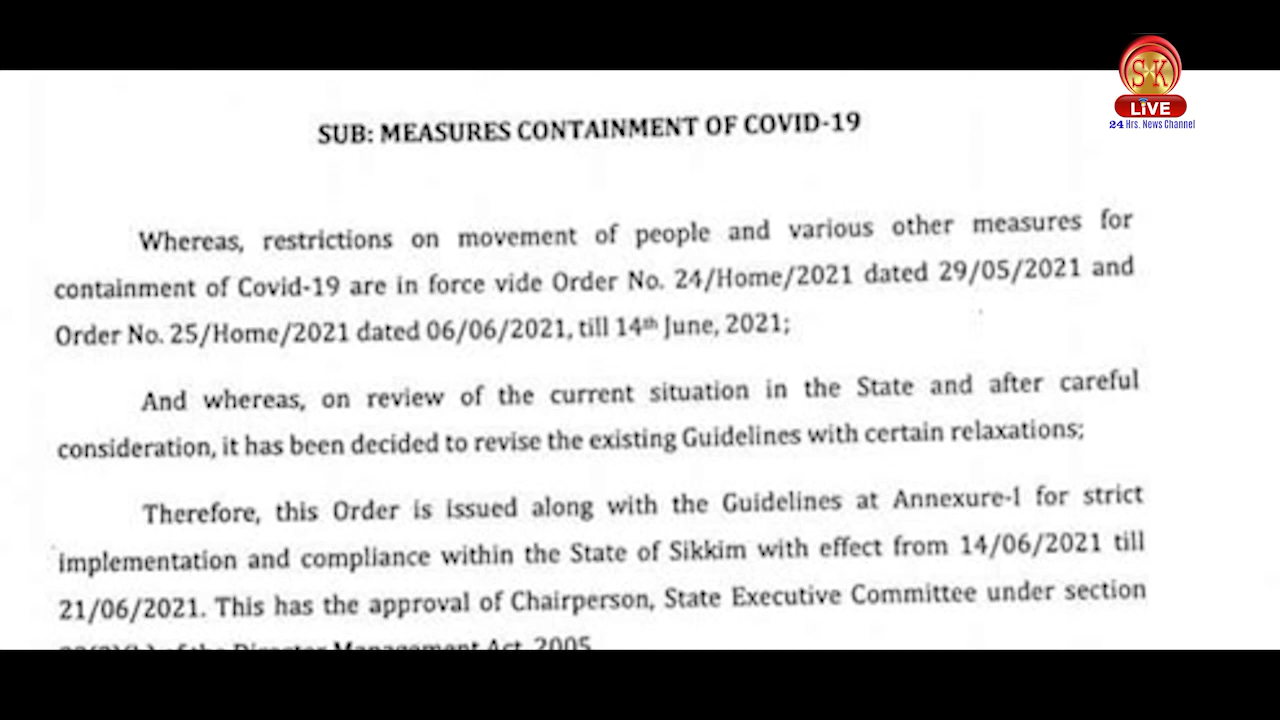 SK
LIVE
24 Hrs. News Channel
SUB: MEASURES CONTAINMENT OF COVID-19
Whereas, restrictions on movement of people and various other measures for
containment of Covid-19 are in force vide Order No. 24/Home/2021 dated 29/05/2021 and
Order No. 25/Home/2021 dated 06/06/2021, till 14th June, 2021;
And whereas, on review of the current situation in the State and after careful
consideration, it has been decided to revise the existing Guidelines with certain relaxations;
Therefore, this Order is issued along with the Guidelines at Annexure-I for strict
implementation and compliance within the State of Sikkim with effect from 14/06/2021 till
21/06/2021. This has the approval of Chairperson, State Executive Committee under section
of the Management Act, 2005